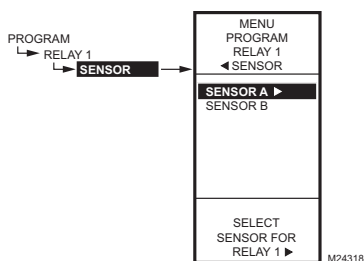 PROGRAM
RELAY 1
SENSOR
MENU
PROGRAM
RELAY 1
◀ SENSOR
SENSOR A ▶
SENSOR B
SELECT
SENSOR FOR
RELAY 1 ▶
M24318